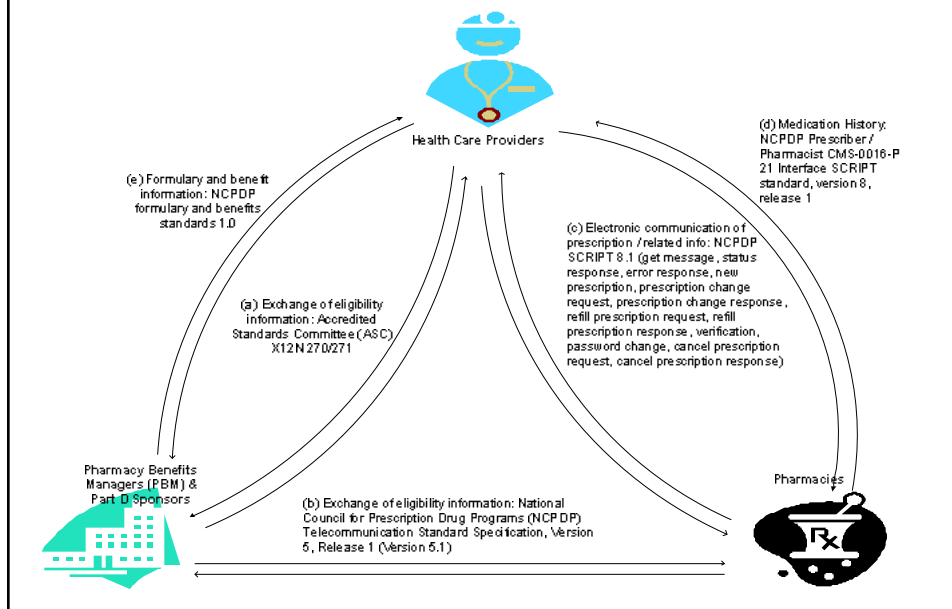 Health Care Providers
(d) Medication History:
NCPDP Prescriber /
Pharmacist CMS-0016-P
21 Interface SCRIPT
standard, version 8,
release 1
(e) Formulary and benefit
information: NCPDP
formulary and benefits
standards 1.0
(c) Electronic communication of
prescription / related info: NCPDP
SCRIPT 8.1 (get message, status
response, error response, new
prescription, prescription change
request, prescription change response,
refill prescription request, refill
prescription response, verification,
password change, cancel prescription
request, cancel prescription response)
(a) Exchange of eligibility
information: Accredited
Standards Committee (ASC)
X12N 270/271
Pharmacy Benefits
Managers (PBM) &
Part D Sponsors
Pharmacies
(b) Exchange of eligibility information: National
Council for Prescription Drug Programs (NCPDP)
Telecommunication Standard Specification, Version
5, Release 1 (Version 5.1)
Rx